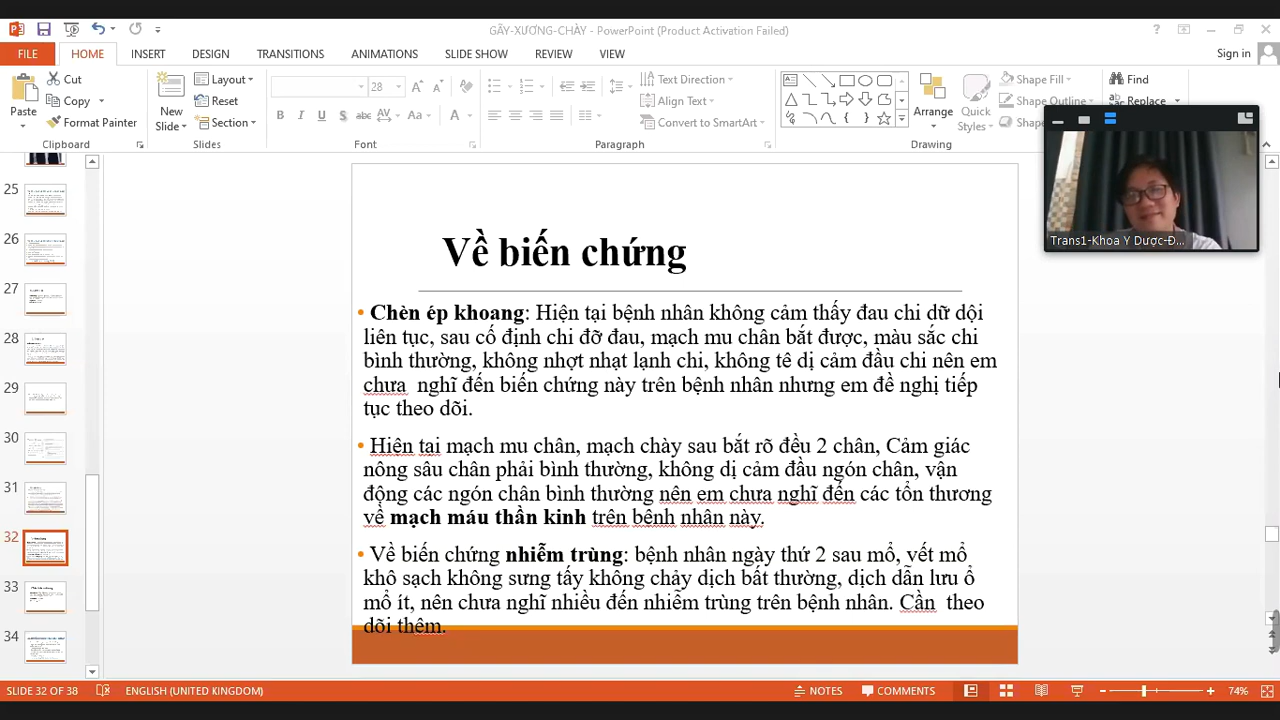 GÃY-XƯƠNG-CHÀY - PowerPoint (Product Activation Failed)
FILE HOME INSERT DESIGN TRANSITIONS ANIMATIONS SLIDE SHOW REVIEW VIEW Sign in
Cut
Copy
Format Painter
Paste
Clipboard
New Slide
Layout
Reset
Section
Slides
28
Font
Text Direction
Align Text
Convert to SmartArt
Paragraph
Arrange
Quick Styles
Shape Fill
Shape Outline
Drawing
Find
Replace
Trans1-Khoa Y Dược-Đ...
25
26
27
28
29
30
31
32
33
34
Về biến chứng
• Chèn ép khoang: Hiện tại bệnh nhân không cảm thấy đau chi dữ dội
liên tục, sau cố định chi đỡ đau, mạch mu chân bắt được, màu sắc chi
bình thường, không nhợt nhạt lạnh chi, không tê dị cảm đầu chi nên em
chưa nghĩ đến biến chứng này trên bệnh nhân nhưng em đề nghị tiếp
tục theo dõi.
• Hiện tại mạch mu chân, mạch chày sau bát rõ đều 2 chân, Cảm giác
nông sâu chân phải bình thường, không dị cảm đầu ngón chân, vận
động các ngón chân bình thường nên em chưa nghĩ đến các tổn thương
về mạch máu thần kinh trên bệnh nhân này.
• Về biến chứng nhiễm trùng: bệnh nhân ngày thứ 2 sau mổ, vết mổ
khô sạch không sưng tấy không chảy dịch bất thường, dịch dẫn lưu ổ
mổ ít, nên chưa nghĩ nhiều đến nhiễm trùng trên bệnh nhân. Cần theo
dõi thêm.
SLIDE 32 OF 38 ENGLISH (UNITED KINGDOM) NOTES COMMENTS 74%